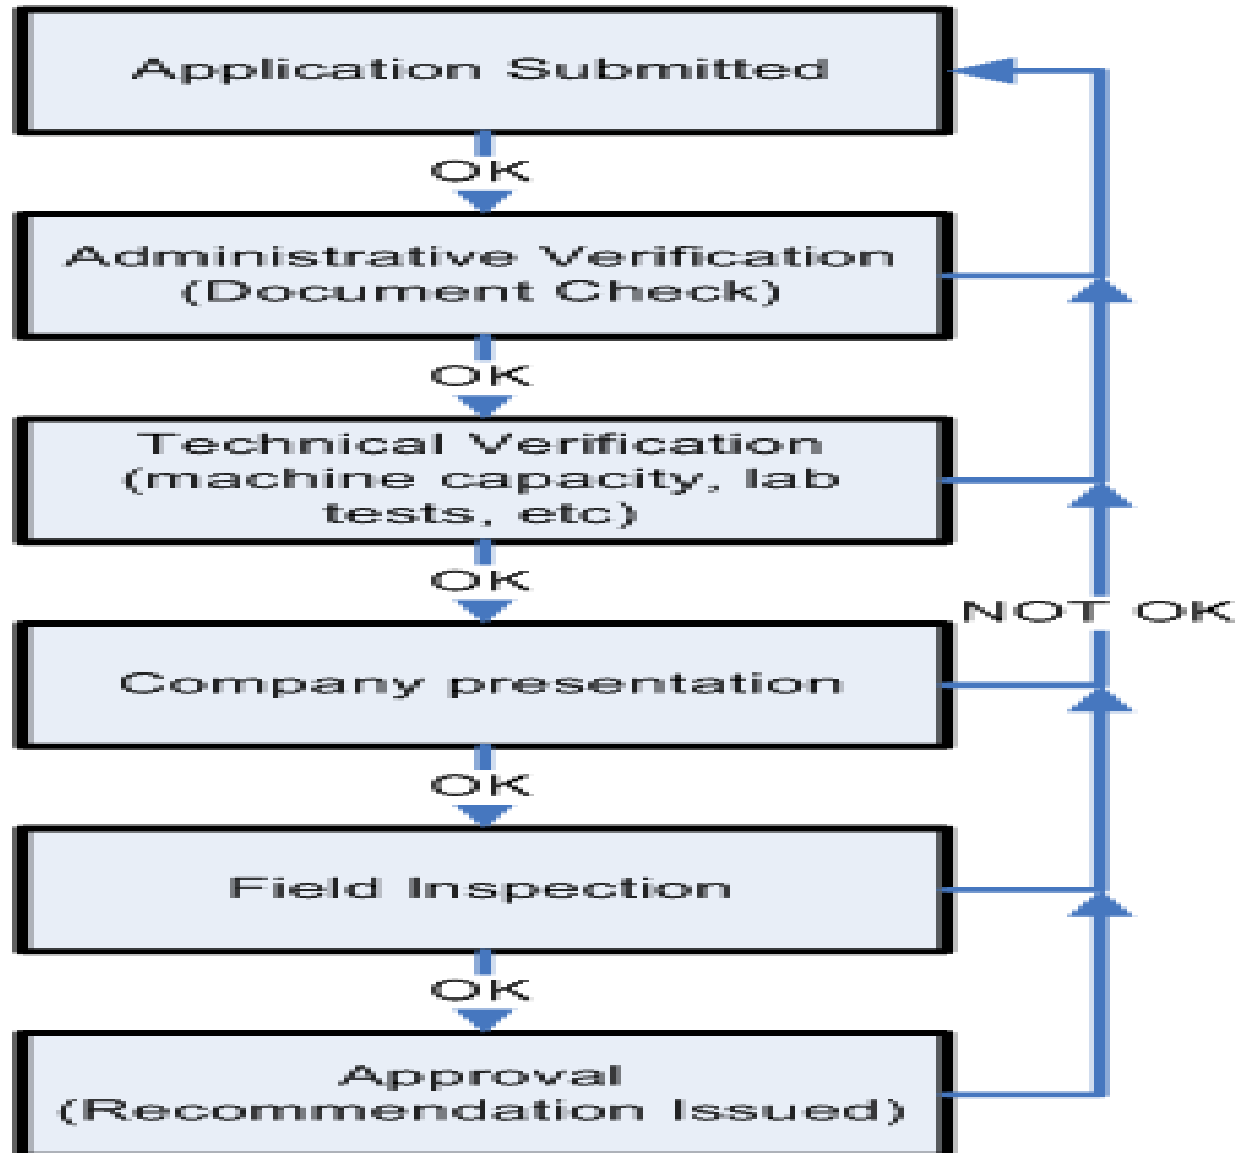 Application Submitted
OK
Administrative Verification
(Document Check)
OK
Technical Verification
(machine capacity, lab
tests, etc)
OK
NOT OK
Company presentation
OK
Field Inspection
OK
Approval
(Recommendation Issued)